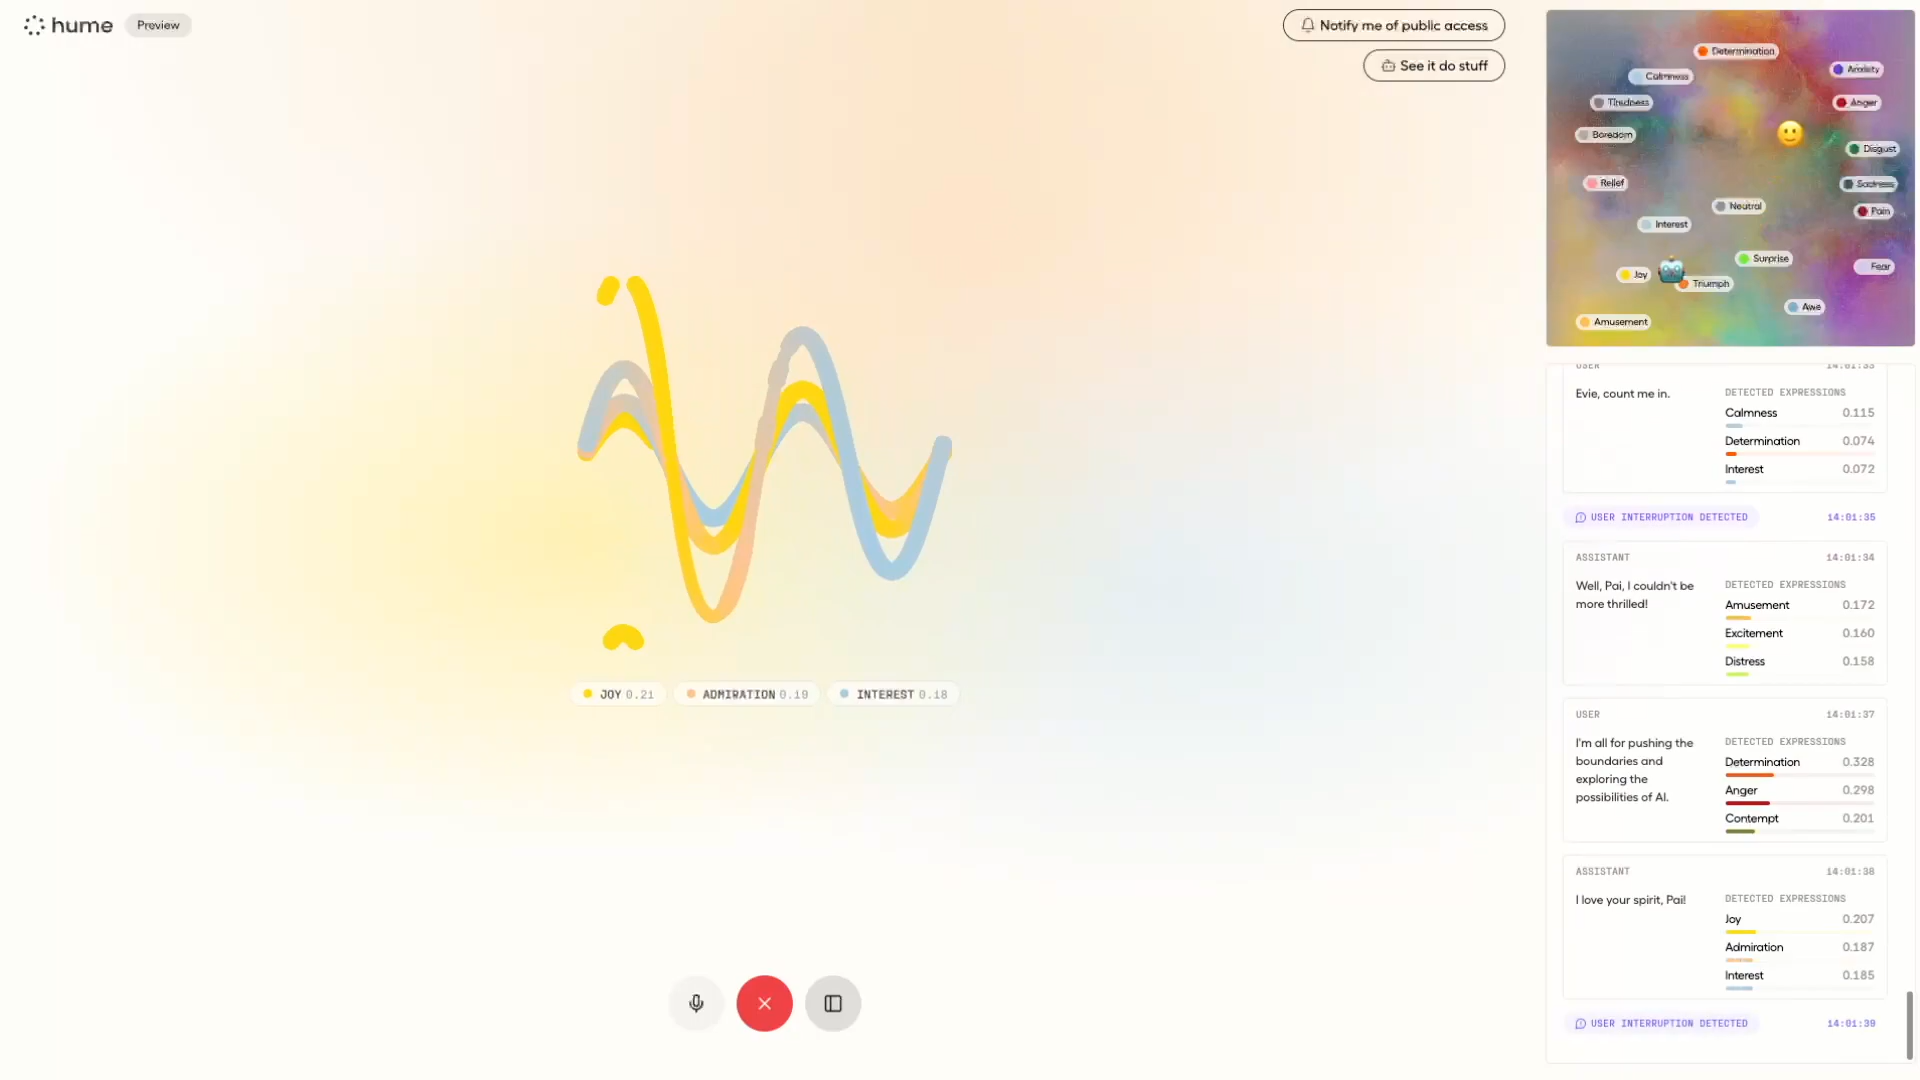 hume
Preview
Notify me of public access
See it do stuff
Determination
Calmness
Anxiety
Tiredness
Anger
Boredom
Disgust
Relief
Sadness
Neutral
Pain
Interest
Surprise
Fear
Joy
Triumph
Awe
Amusement
JOY 0.21
ADMIRATION 0.19
INTEREST 0.18
USER 14:01:33
Evie, count me in.
DETECTED EXPRESSIONS
Calmness 0.115
Determination 0.074
Interest 0.072
USER INTERRUPTION DETECTED 14:01:35
ASSISTANT 14:01:34
Well, Pai, I couldn't be
more thrilled!
DETECTED EXPRESSIONS
Amusement 0.172
Excitement 0.160
Distress 0.158
USER 14:01:37
I'm all for pushing the
boundaries and
exploring the
possibilities of AI.
DETECTED EXPRESSIONS
Determination 0.328
Anger 0.298
Contempt 0.201
ASSISTANT 14:01:38
I love your spirit, Pai!
DETECTED EXPRESSIONS
Joy 0.207
Admiration 0.187
Interest 0.185
USER INTERRUPTION DETECTED 14:01:39